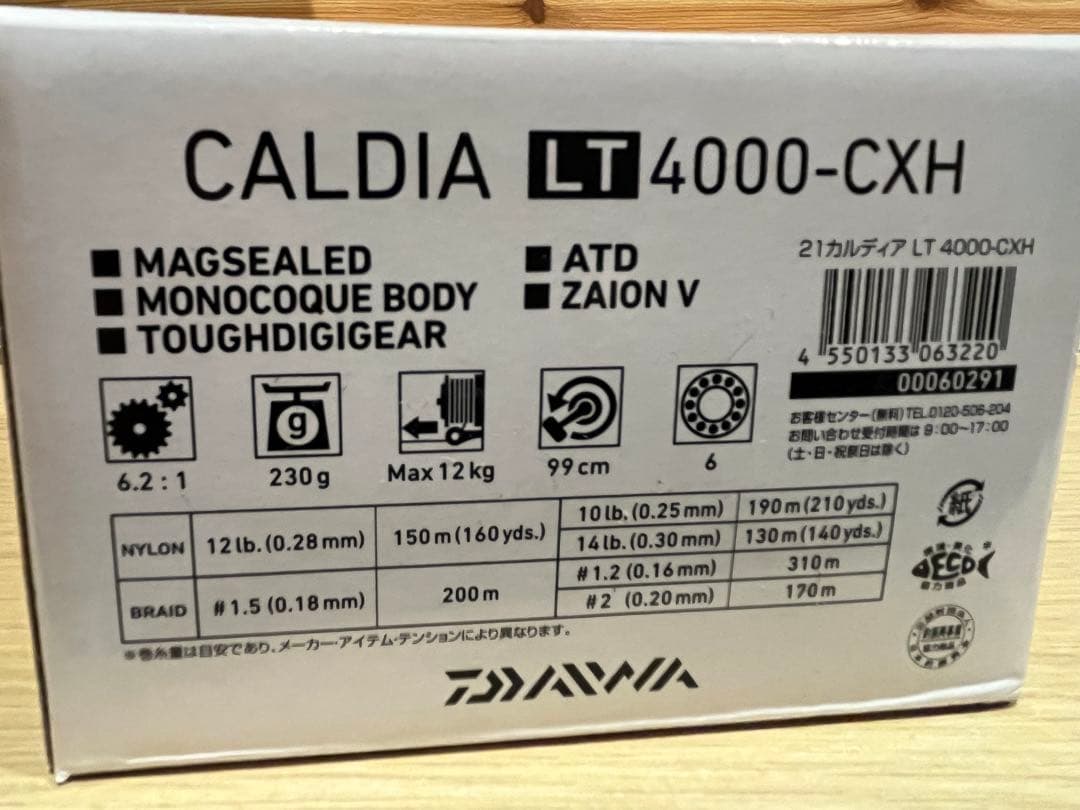 CALDIA LT 4000-CXH
■ MAGSEALED
■ MONOCOQUE BODY
■ TOUGHDIGIGEAR
■ ATD
■ ZAION V
21カルディア LT 4000-CXH
4 550133 063220
00060291
お客様センター(無料)TEL.0120-506-204
お問い合わせ受付時間は 9:00〜17:00
(土・日・祝祭日は除く)
g
6.2 : 1
230g
Max 12kg
99cm
6
NYLON 12 lb. (0.28 mm) 150 m (160 yds.) 10 lb. (0.25 mm) 190 m (210 yds.)
14 lb. (0.30 mm) 130 m (140 yds.)
BRAID #1.5 (0.18 mm) 200 m #1.2 (0.16 mm) 310 m
#2 (0.20 mm) 170 m
※巻糸量は目安であり、メーカー・アイテム・テンションにより異なります。
DAIWA
紙
ECO